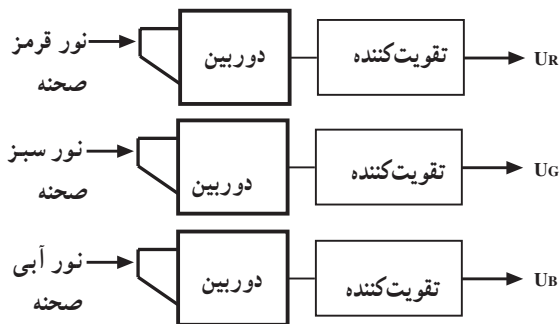 نور قرمز
صحنه
دوربین
تقویت‌کننده
UR
نور سبز
صحنه
دوربین
تقویت‌کننده
UG
نور آبی
صحنه
دوربین
تقویت‌کننده
UB